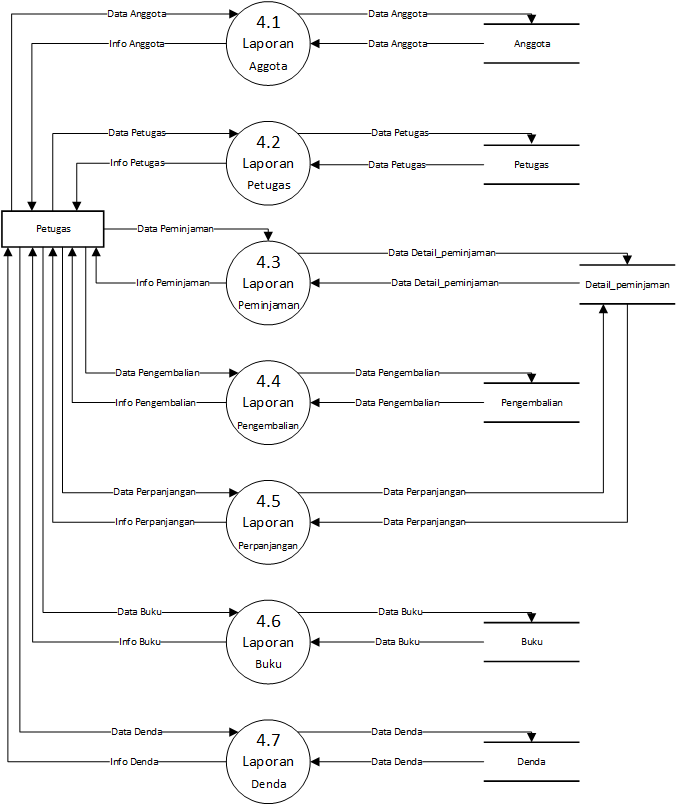 Data Anggota
4.1
Laporan
Aggota
Data Anggota
Anggota
Info Anggota
Data Anggota
Data Petugas
4.2
Laporan
Petugas
Data Petugas
Petugas
Info Petugas
Data Petugas
Petugas
Data Peminjaman
4.3
Laporan
Peminjaman
Data Detail_peminjaman
Detail_peminjaman
Info Peminjaman
Data Detail_peminjaman
Data Pengembalian
4.4
Laporan
Pengembalian
Data Pengembalian
Pengembalian
Info Pengembalian
Data Pengembalian
Data Perpanjangan
4.5
Laporan
Perpanjangan
Data Perpanjangan
Info Perpanjangan
Data Perpanjangan
Data Buku
4.6
Laporan
Buku
Data Buku
Buku
Info Buku
Data Buku
Data Denda
4.7
Laporan
Denda
Data Denda
Denda
Info Denda
Data Denda